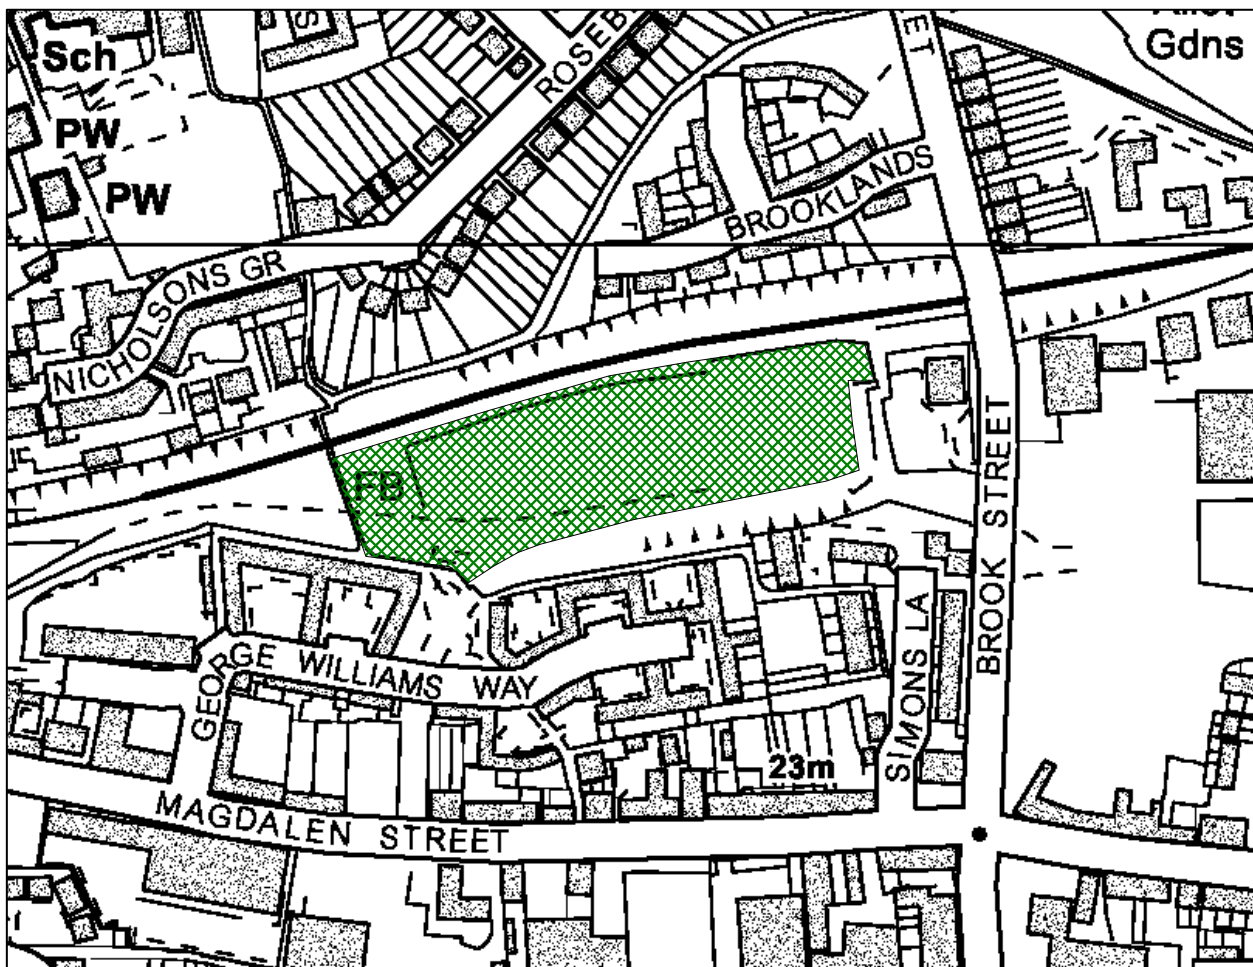 Sch
PW
PW
ROSEB
ET
Gdns
BROOKLANDS
NICHOLSONS GR
FB
BROOK STREET
GEORGE WILLIAMS WAY
SIMONS LA
23m
MAGDALEN STREET